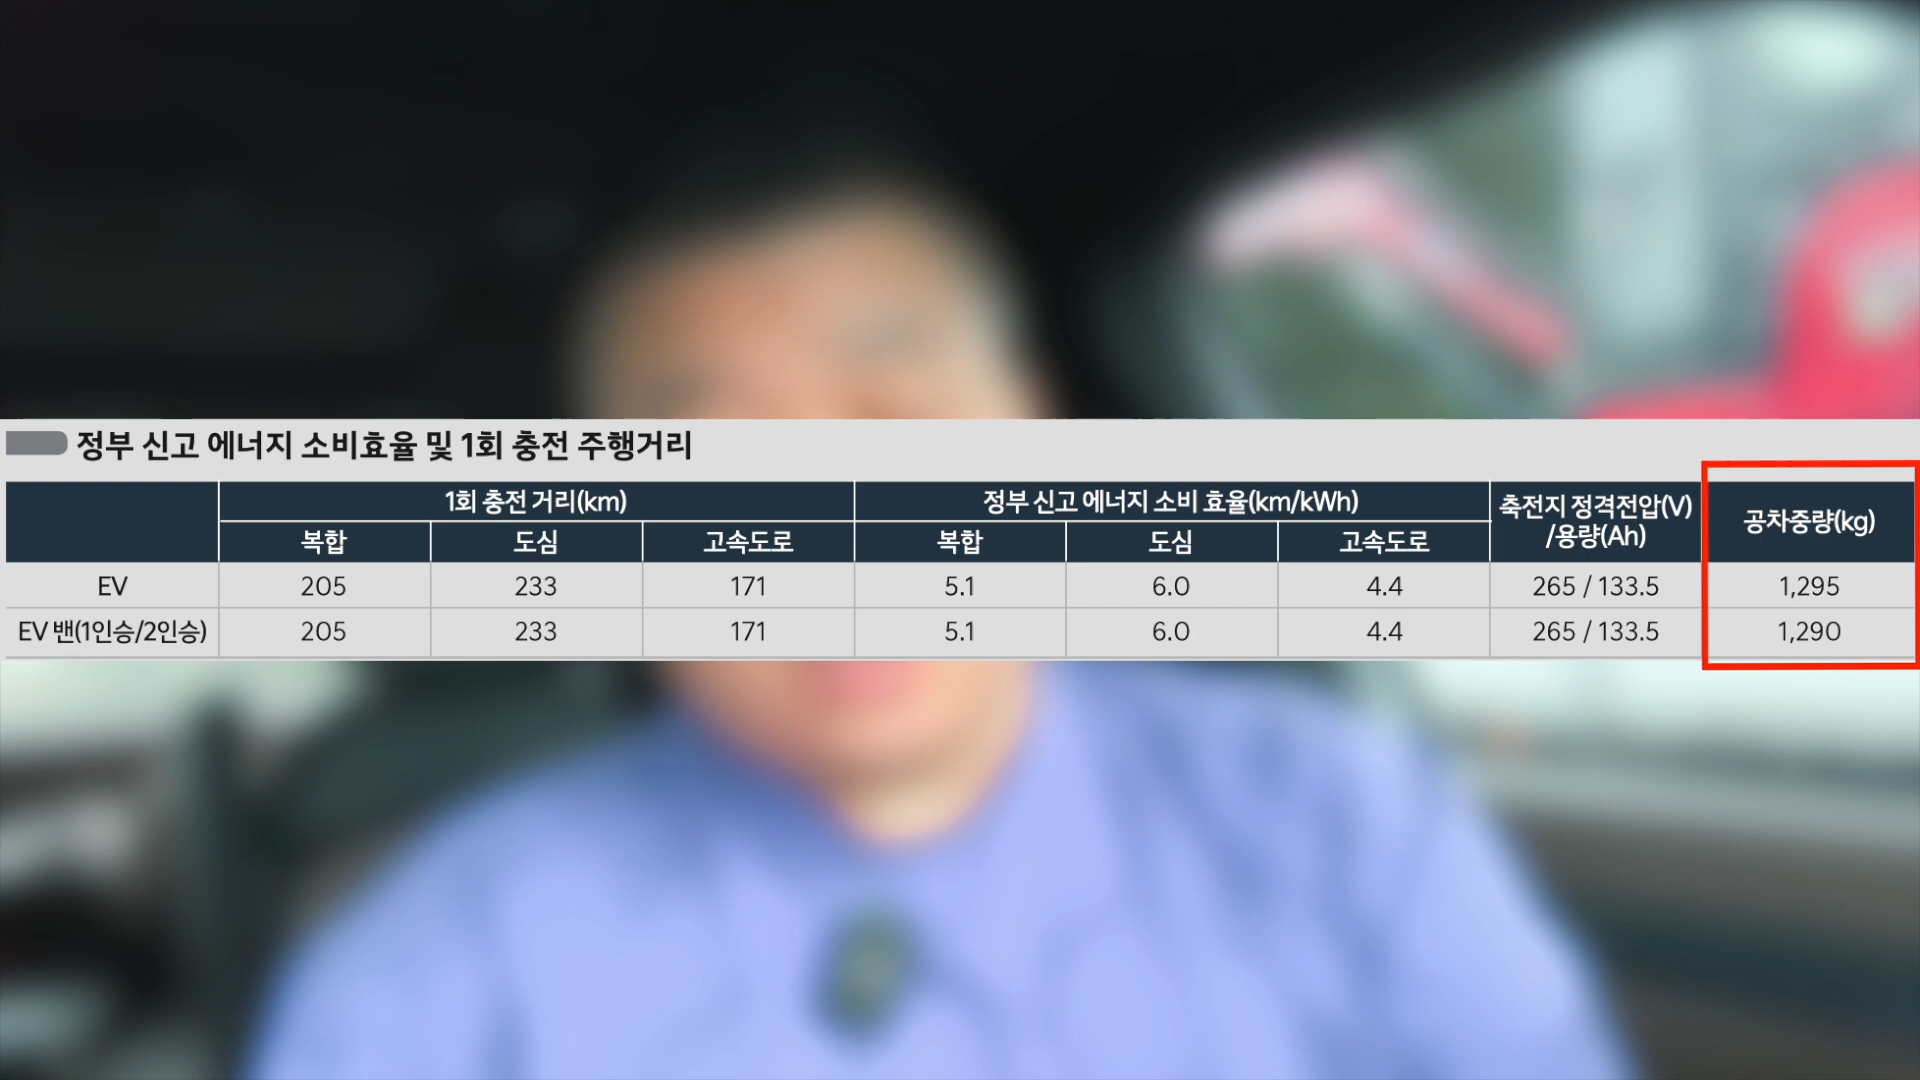 정부 신고 에너지 소비효율 및 1회 충전 주행거리
1회 충전 거리(km) 정부 신고 에너지 소비 효율(km/kWh) 축전지 정격전압(V)/용량(Ah) 공차중량(kg)
복합 도심 고속도로 복합 도심 고속도로
EV 205 233 171 5.1 6.0 4.4 265 / 133.5 1,295
EV 밴(1인승/2인승) 205 233 171 5.1 6.0 4.4 265 / 133.5 1,290